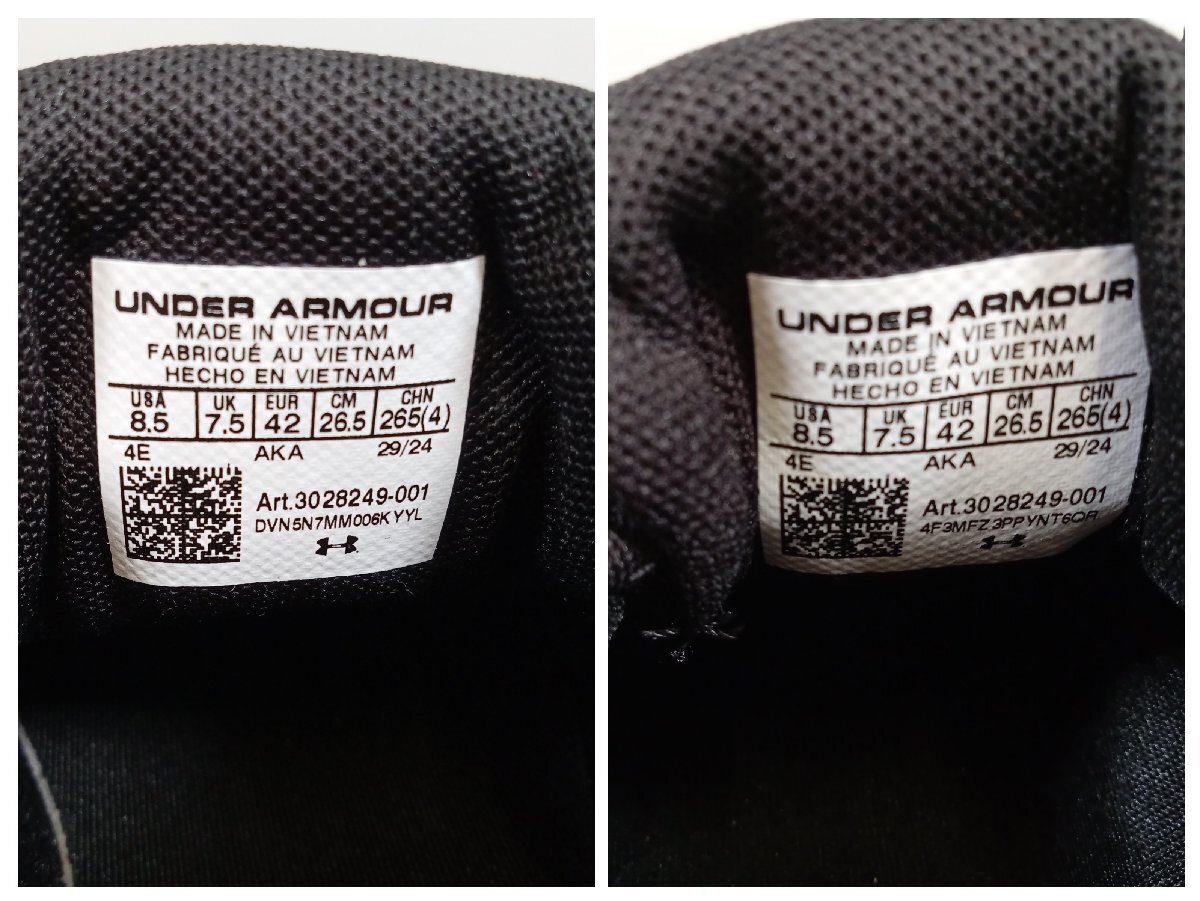 UNDER ARMOUR
MADE IN VIETNAM
FABRIQUÉ AU VIETNAM
HECHO EN VIETNAM
USA UK EUR CM CHN
8.5 7.5 42 26.5 265(4)
4E AKA 29/24
Art.3028249-001
DVN5N7MM006KYYL
UNDER ARMOUR
MADE IN VIETNAM
FABRIQUÉ AU VIETNAM
HECHO EN VIETNAM
USA UK EUR CM CHN
8.5 7.5 42 26.5 265(4)
4E AKA 29/24
Art.3028249-001